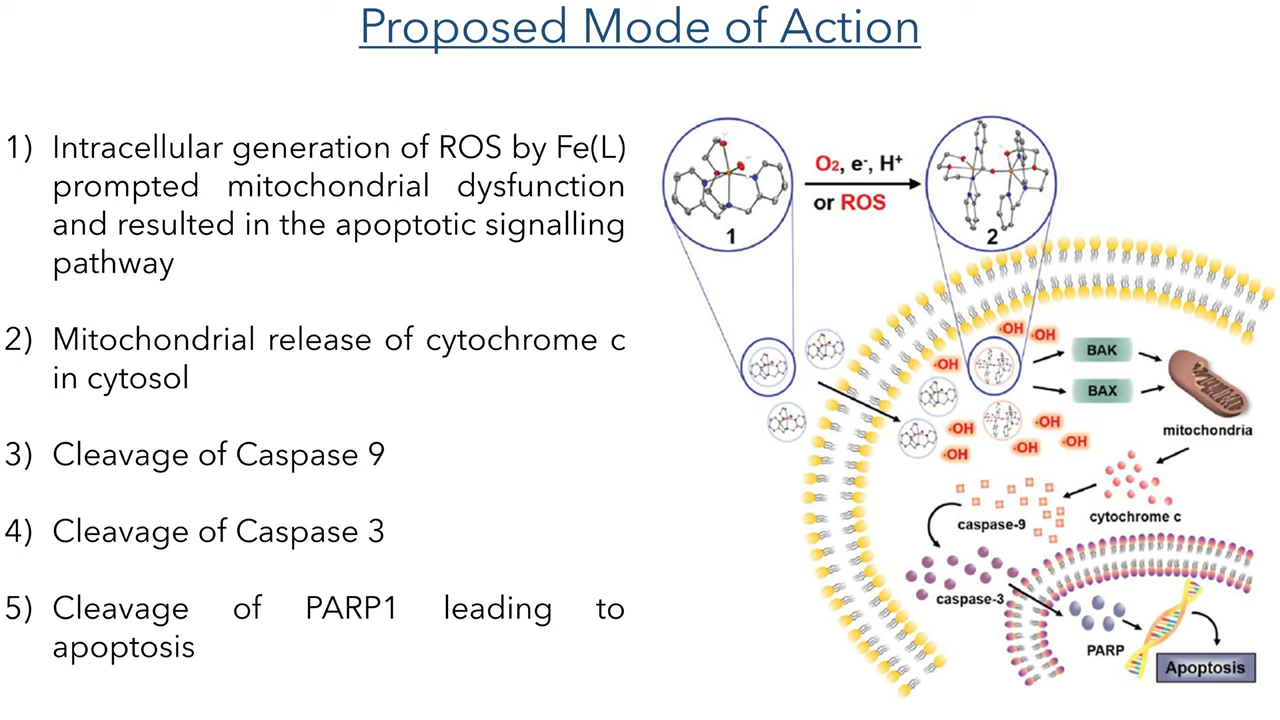 Proposed Mode of Action
1) Intracellular generation of ROS by Fe(L)
prompted mitochondrial dysfunction
and resulted in the apoptotic signalling
pathway
2) Mitochondrial release of cytochrome c
in cytosol
3) Cleavage of Caspase 9
4) Cleavage of Caspase 3
5) Cleavage of PARP1 leading to
apoptosis
1
O₂, e⁻, H⁺
or ROS
2
·OH
·OH
·OH
·OH
·OH
·OH
·OH
·OH
BAK
BAX
mitochondria
cytochrome c
caspase-9
caspase-3
PARP
Apoptosis